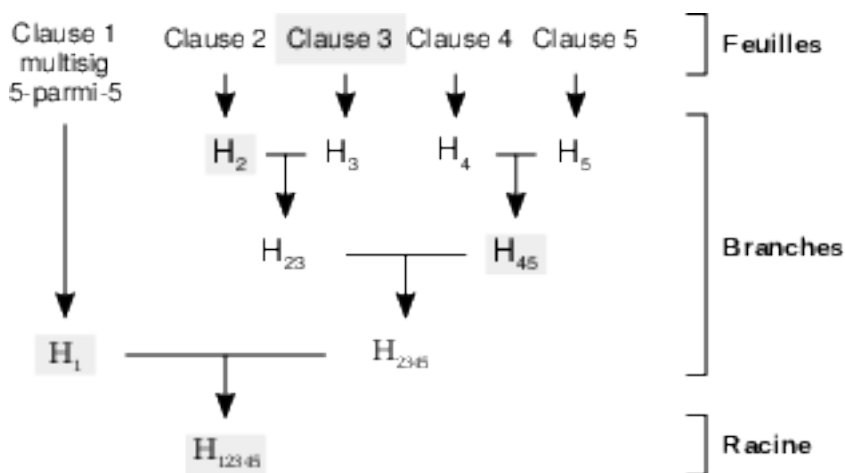 Clause 1
multisig
5-parmi-5
Clause 2
Clause 3
Clause 4
Clause 5
Feuilles
H₂
H₃
H₄
H₅
H₂₃
H₄₅
Branches
H₁
H₂₃₄₅
H₁₂₃₄₅
Racine